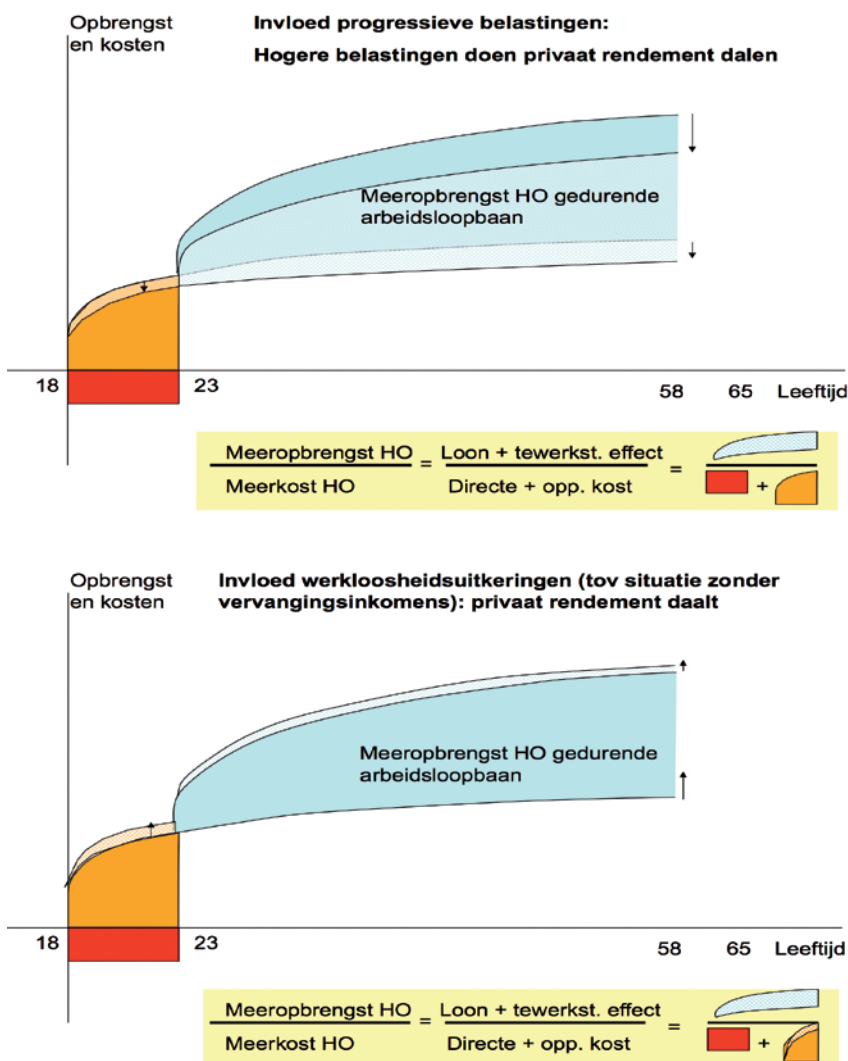 Opbrengst
en kosten
Invloed progressieve belastingen:
Hogere belastingen doen privaat rendement dalen
Meeropbrengst HO gedurende
arbeidsloopbaan
18
23
58
65
Leeftijd
Meeropbrengst HO
Meerkost HO
=
Loon + tewerkst. effect
Directe + opp. kost
=
+
Opbrengst
en kosten
Invloed werkloosheidsuitkeringen (tov situatie zonder
vervangingsinkomens): privaat rendement daalt
Meeropbrengst HO gedurende
arbeidsloopbaan
18
23
58
65
Leeftijd
Meeropbrengst HO
Meerkost HO
=
Loon + tewerkst. effect
Directe + opp. kost
=
+